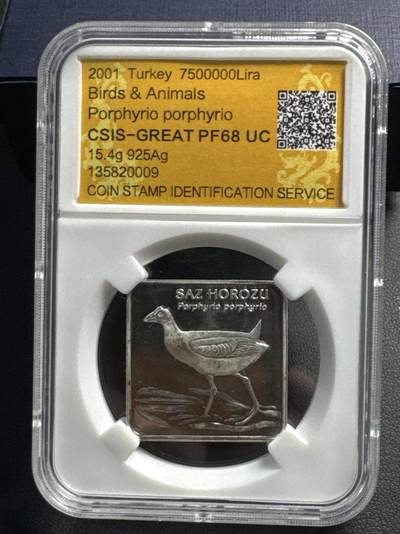 2001 Turkey 7500000Lira
Birds & Animals
Porphyrio porphyrio
CSIS-GREAT PF68 UC
15.4g 925Ag
135820009
COIN STAMP IDENTIFICATION SERVICE
SAZ HOROZU
Porphyrio porphyrio